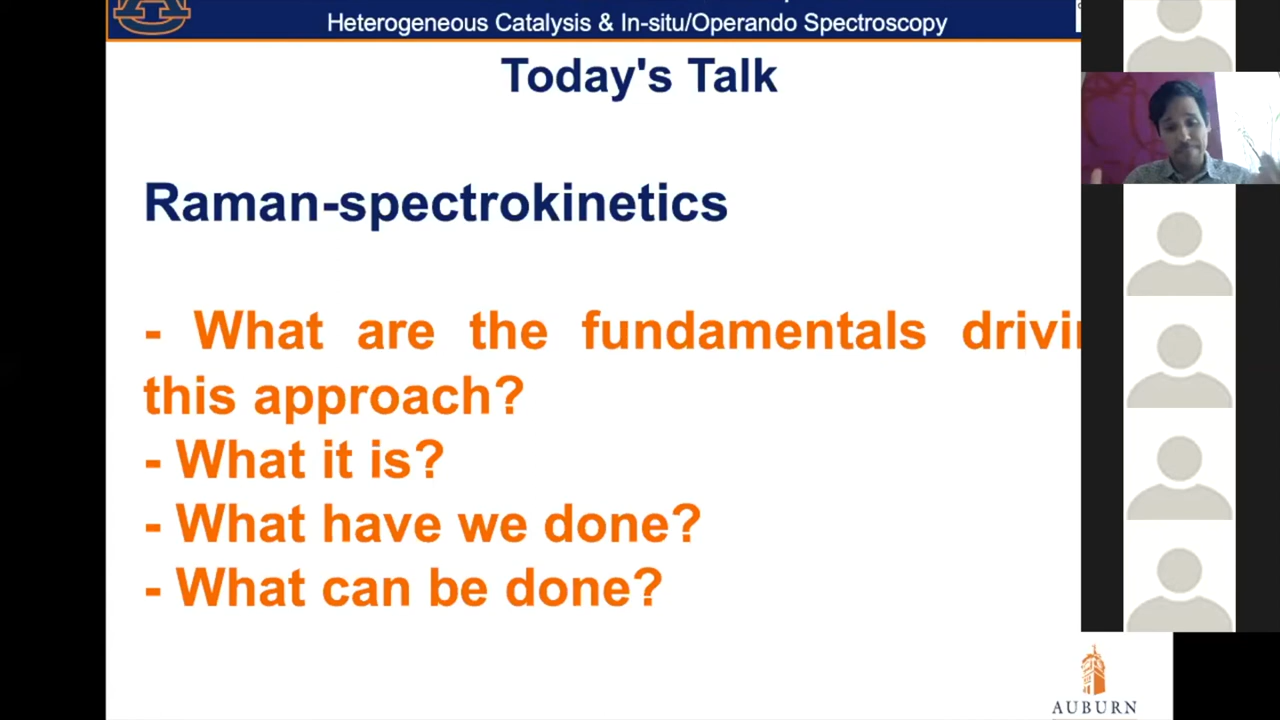 Heterogeneous Catalysis & In-situ/Operando Spectroscopy
Today's Talk
Raman-spectrokinetics
- What are the fundamentals
this approach?
- What it is?
- What have we done?
- What can be done?
AUBURN